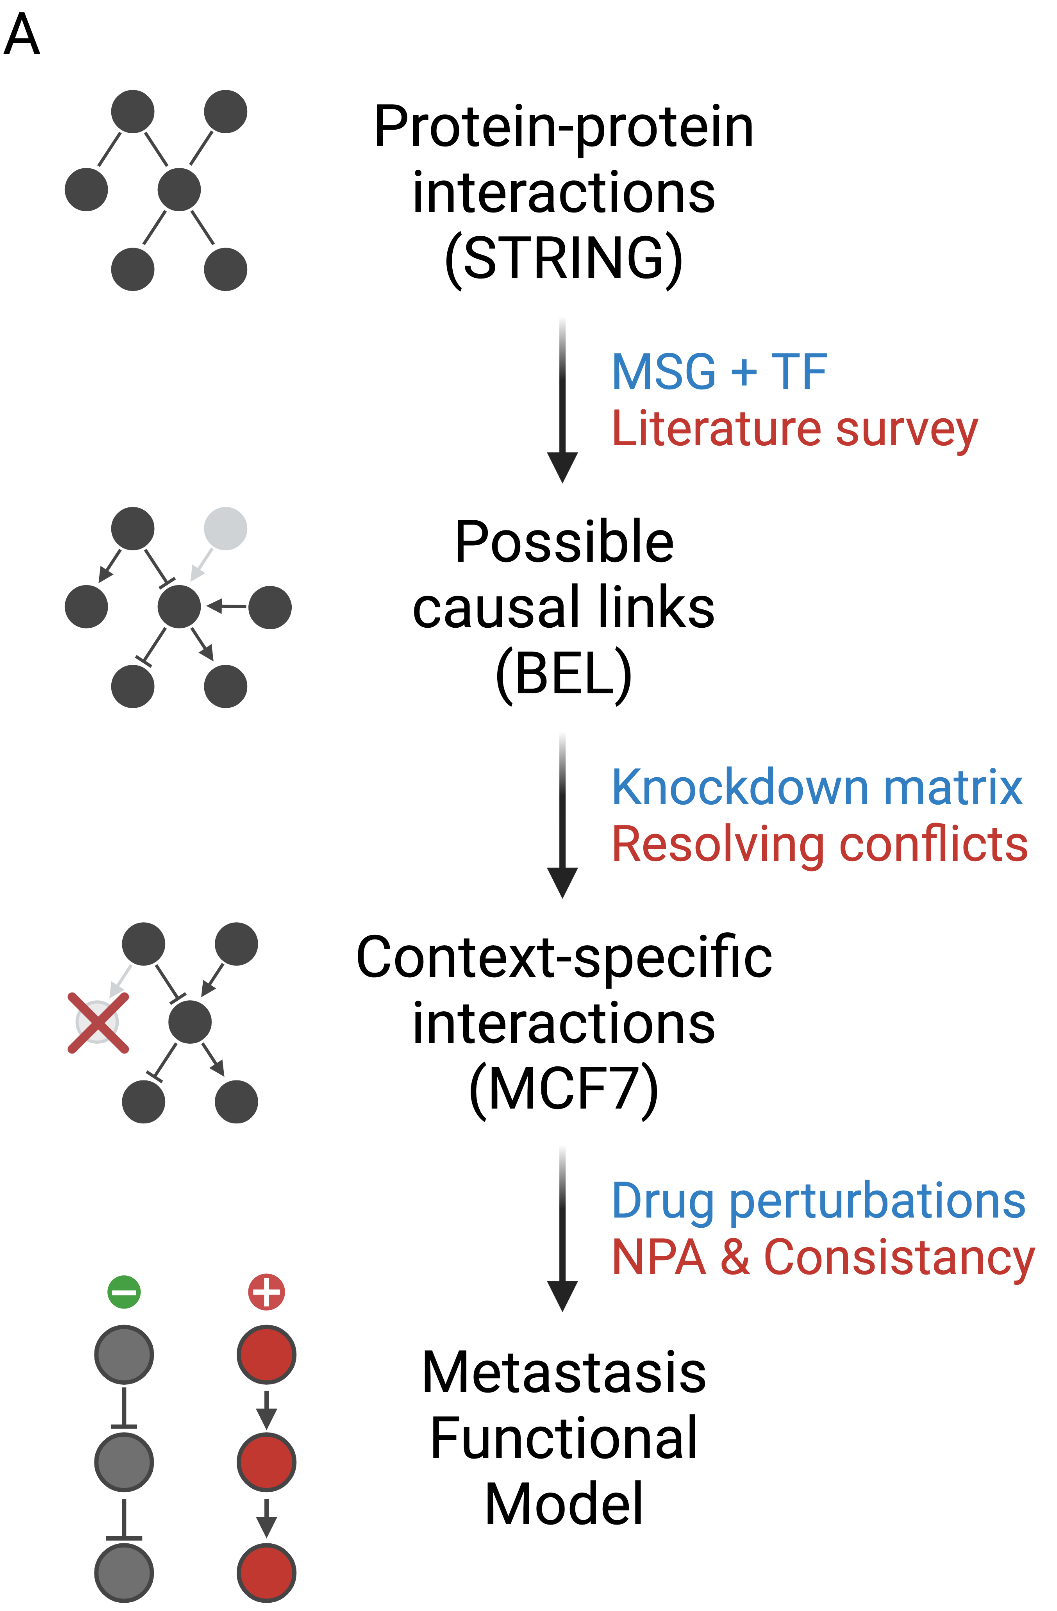 A
Protein-protein
interactions
(STRING)
MSG + TF
Literature survey
Possible
causal links
(BEL)
Knockdown matrix
Resolving conflicts
Context-specific
interactions
(MCF7)
Drug perturbations
NPA & Consistancy
Metastasis
Functional
Model